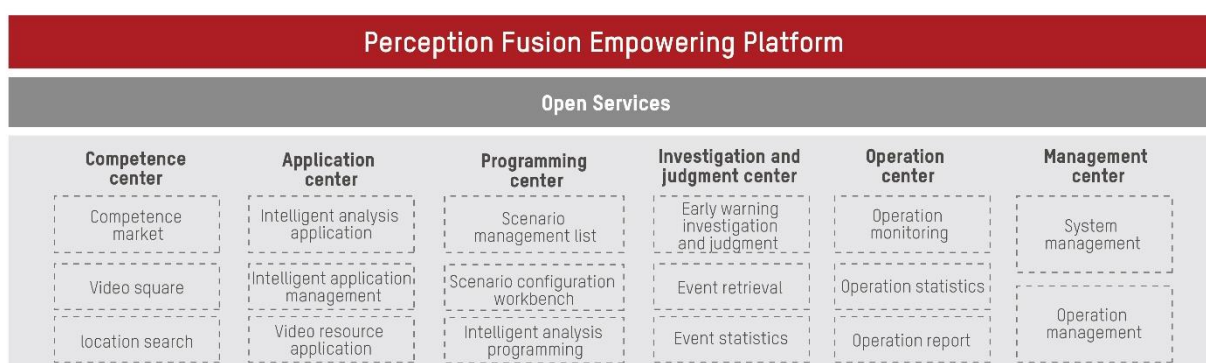 Perception Fusion Empowering Platform
Open Services
Competence
center
Competence
market
Video square
location search
Application
center
Intelligent analysis
application
Intelligent application
management
Video resource
application
Programming
center
Scenario
management list
Scenario configuration
workbench
Intelligent analysis
programming
Investigation and
judgment center
Early warning
investigation
and judgment
Event retrieval
Event statistics
Operation
center
Operation
monitoring
Operation statistics
Operation report
Management
center
System
management
Operation
management